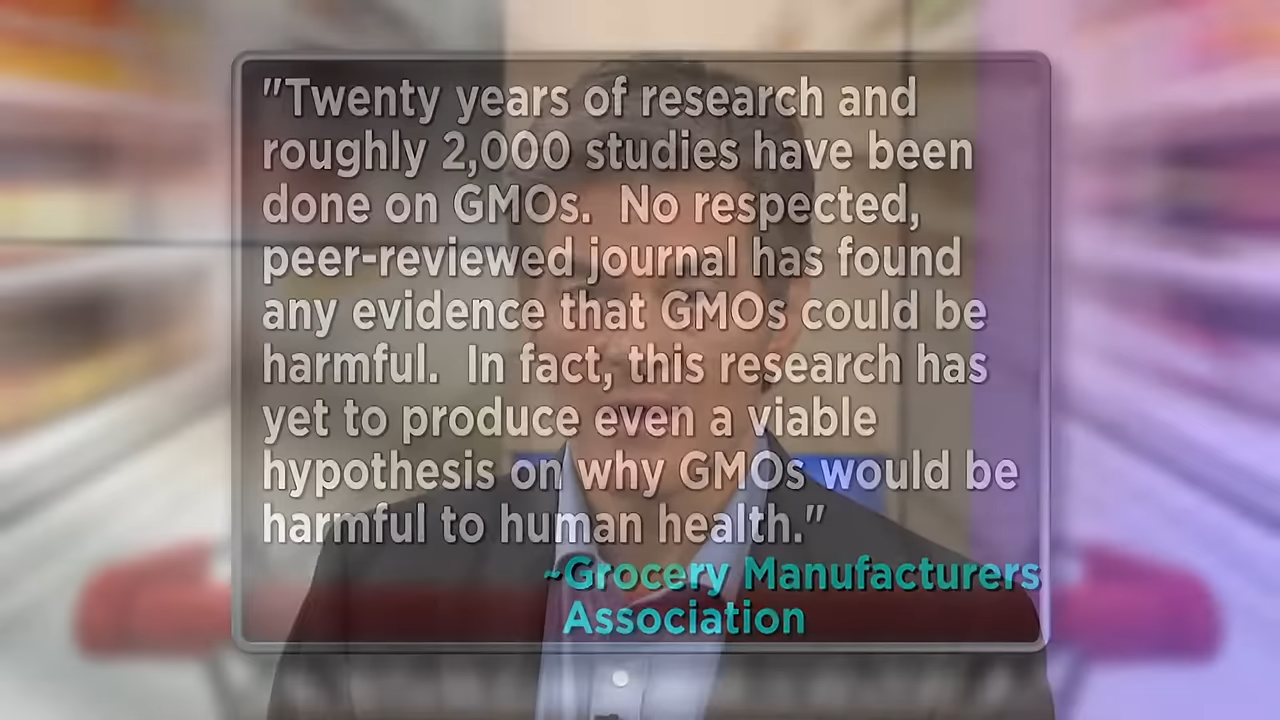 "Twenty years of research and
roughly 2,000 studies have been
done on GMOs.  No respected,
peer-reviewed journal has found
any evidence that GMOs could be
harmful.  In fact, this research has
yet to produce even a viable
hypothesis on why GMOs would be
harmful to human health."
~Grocery Manufacturers
Association